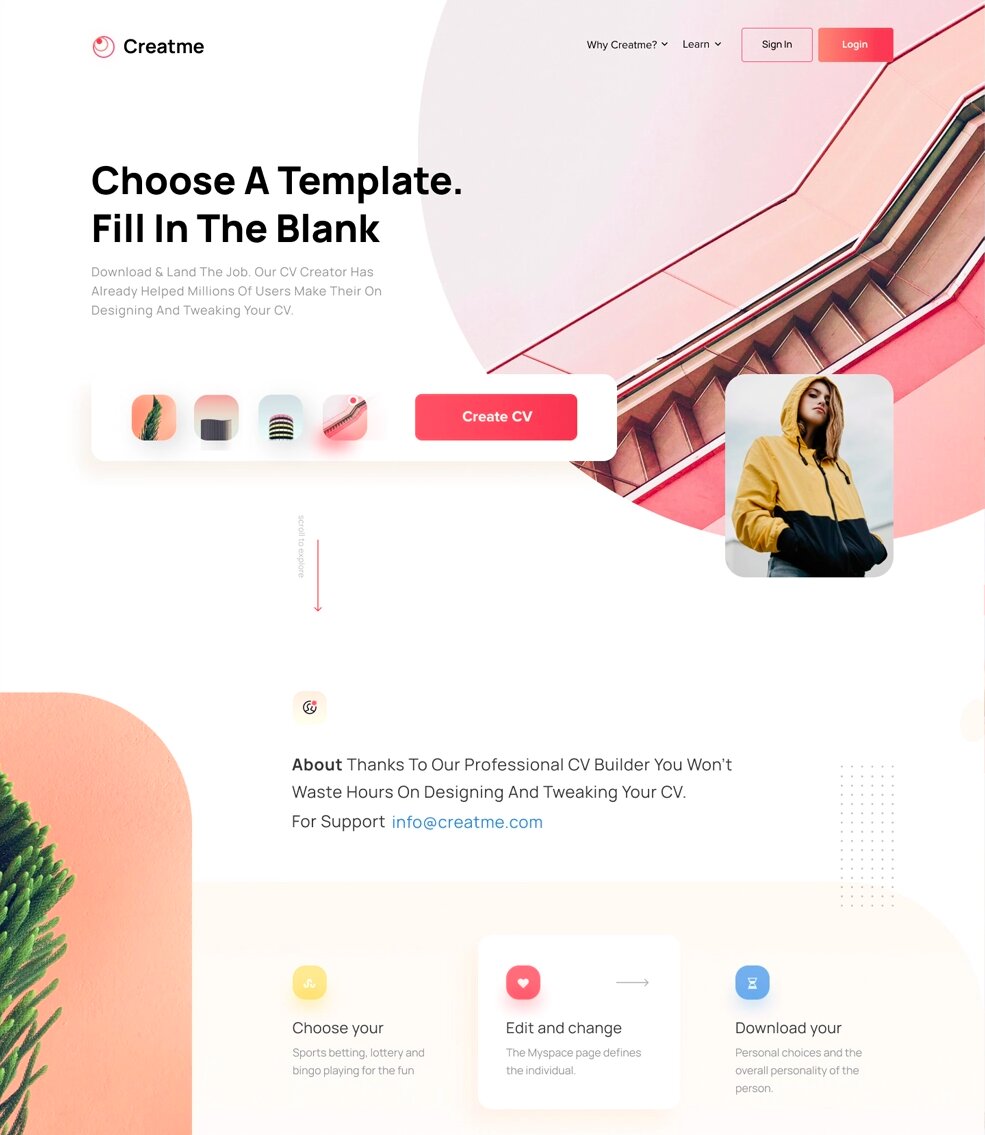 Creatme
Why Creatme?
Learn
Sign In
Login
Choose A Template.
Fill In The Blank
Download & Land The Job. Our CV Creator Has
Already Helped Millions Of Users Make Their On
Designing And Tweaking Your CV.
Create CV
scroll to explore
About Thanks To Our Professional CV Builder You Won't
Waste Hours On Designing And Tweaking Your CV.
For Support info@creatme.com
Choose your
Sports betting, lottery and
bingo playing for the fun
Edit and change
The Myspace page defines
the individual.
Download your
Personal choices and the
overall personality of the
person.